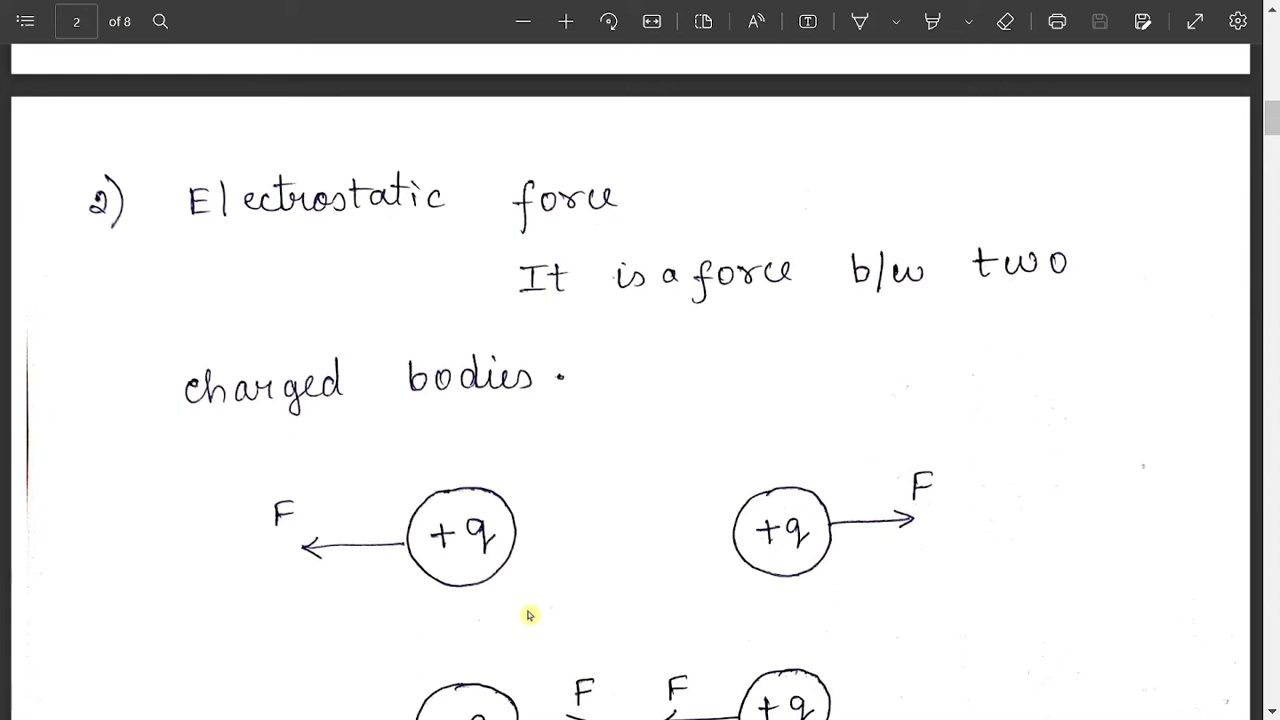 2 of 8
2) Electrostatic force
It is a force b/w two
charged bodies.
F +q +q F
F F +q